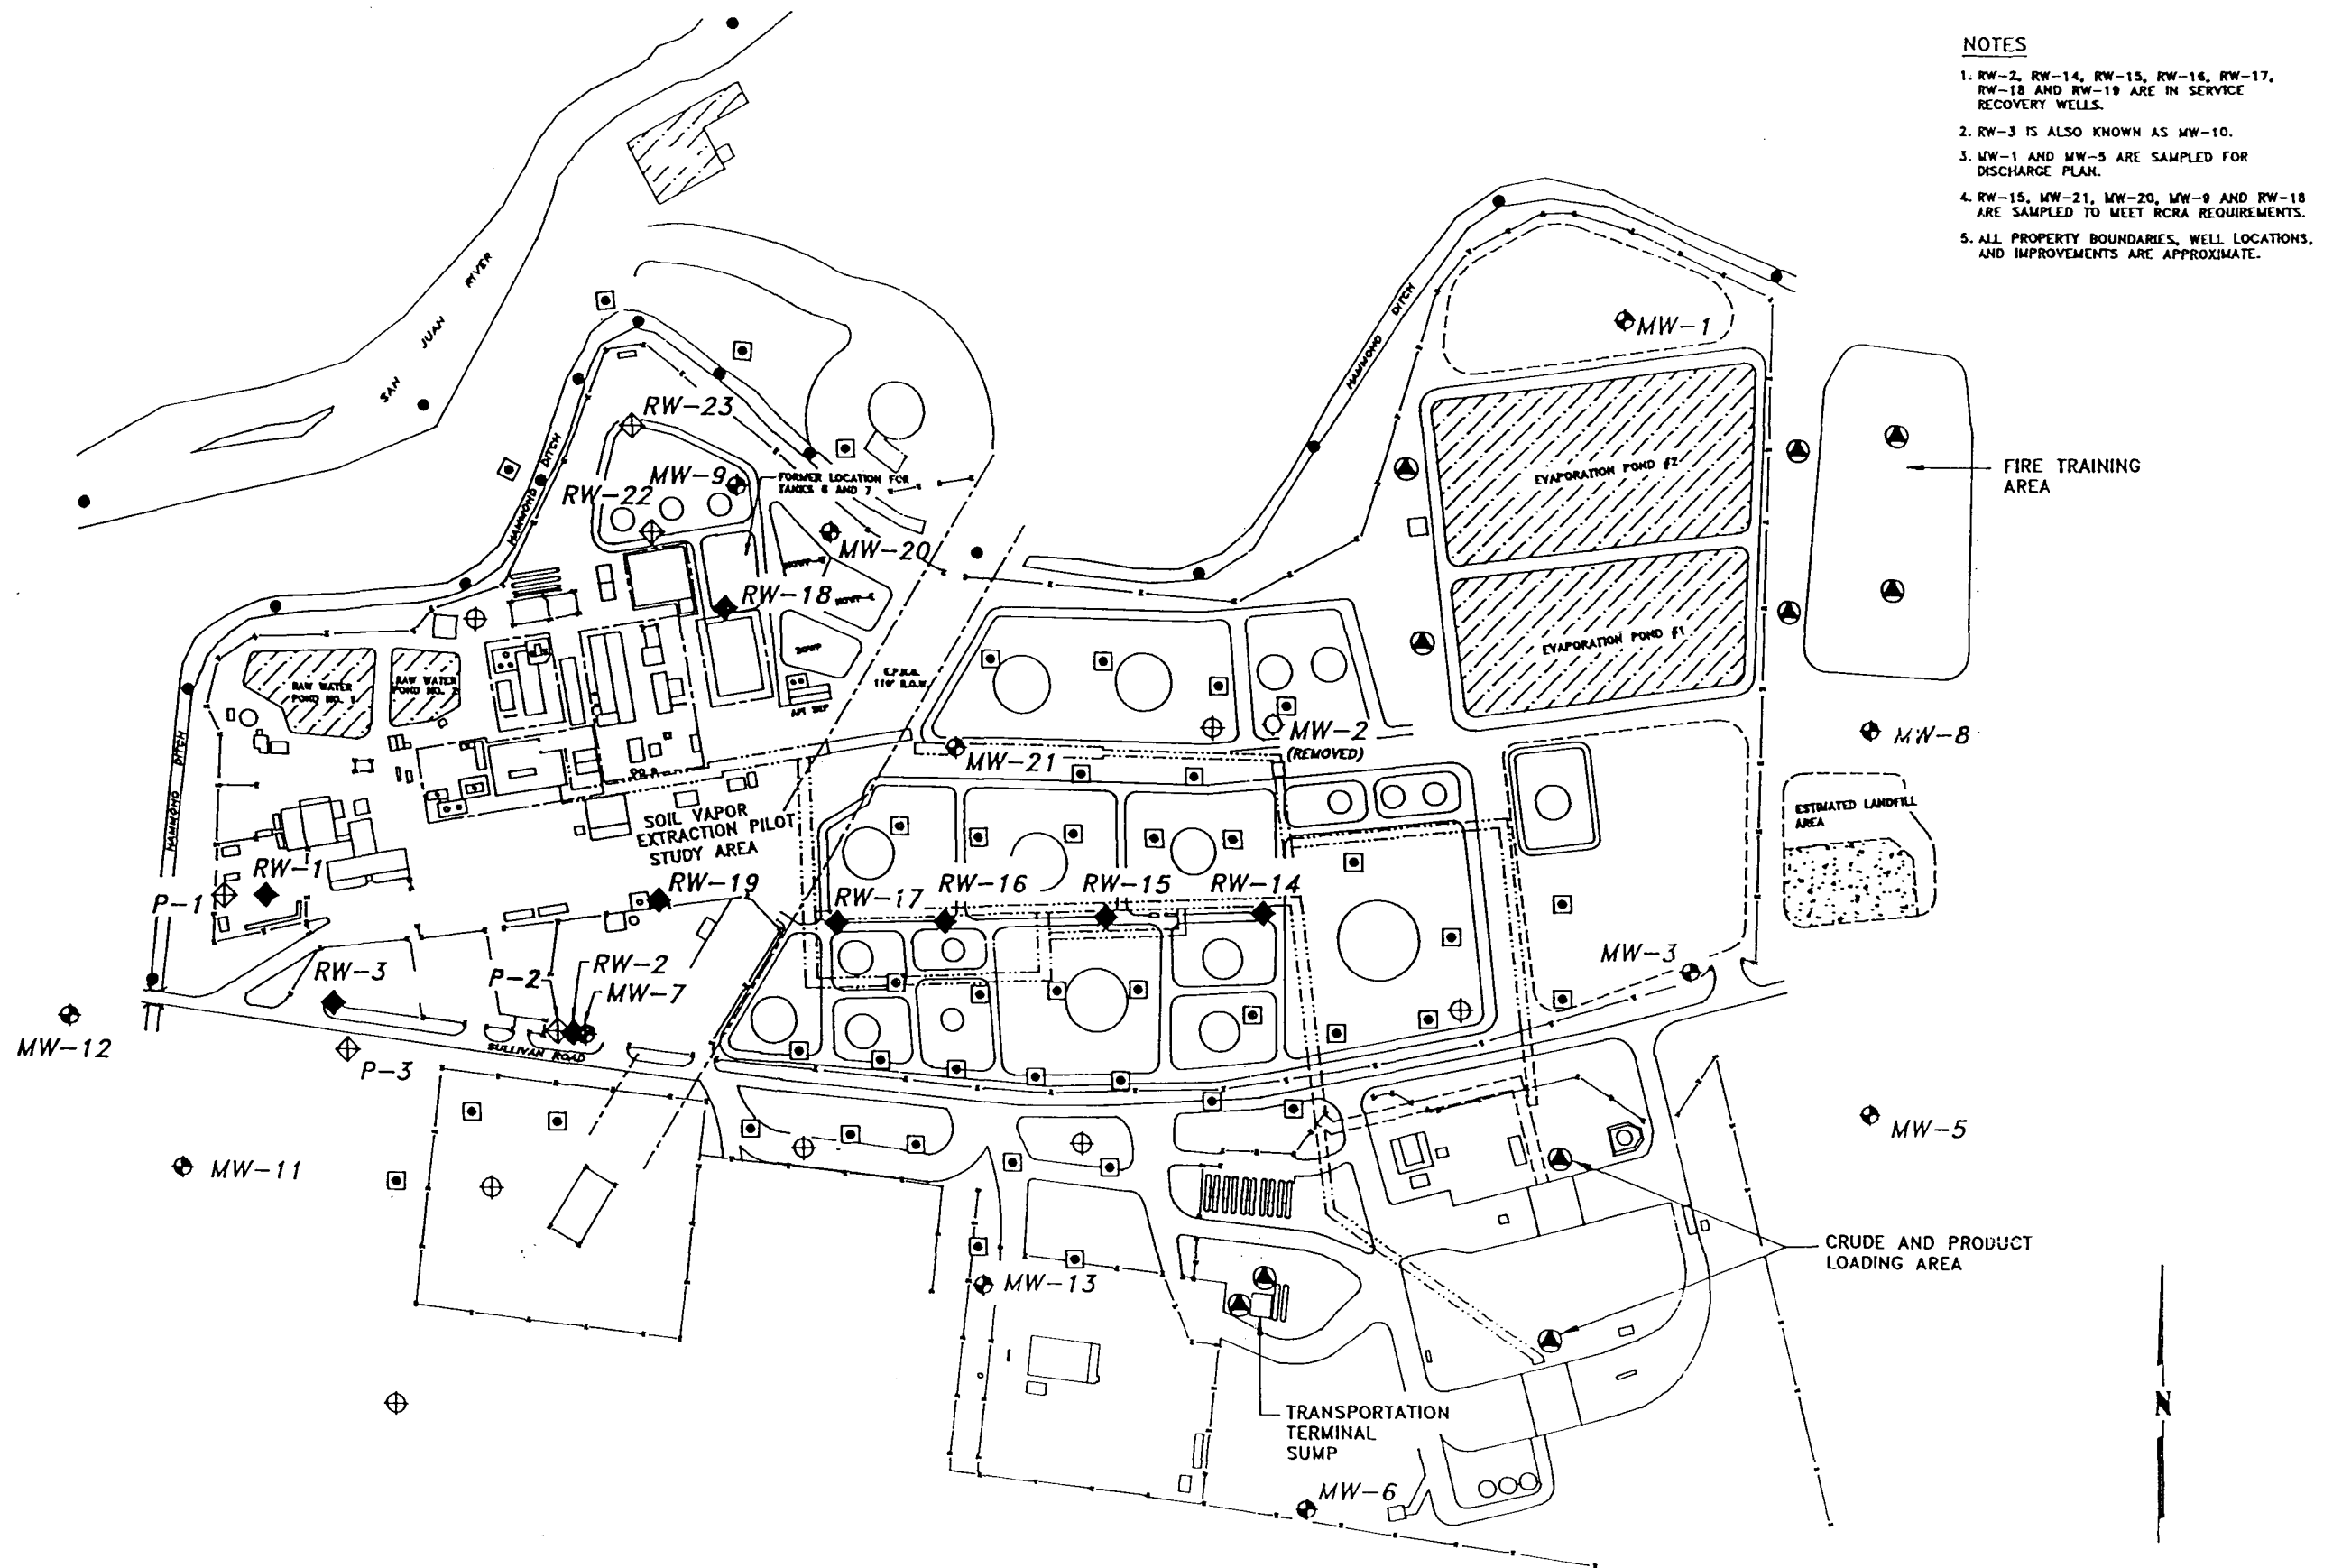 NOTES
1. RW-2, RW-14, RW-15, RW-16, RW-17,
RW-18 AND RW-19 ARE IN SERVICE
RECOVERY WELLS.
2. RW-3 IS ALSO KNOWN AS MW-10.
3. MW-1 AND MW-5 ARE SAMPLED FOR
DISCHARGE PLAN.
4. RW-15, MW-21, MW-20, MW-9 AND RW-18
ARE SAMPLED TO MEET RCRA REQUIREMENTS.
5. ALL PROPERTY BOUNDARIES, WELL LOCATIONS,
AND IMPROVEMENTS ARE APPROXIMATE.
SAN JUAN RIVER
HAMMOND DITCH
MW-1
RW-23
HAMMOND DITCH
MW-9
FORMER LOCATION FOR
TANKS 6 AND 7
EVAPORATION POND #2
FIRE TRAINING
AREA
RW-22
MW-20
RW-18
EVAPORATION POND #1
RAW WATER
POND NO. 1
RAW WATER
POND NO. 2
110' R.O.W.
MW-2
(REMOVED)
MW-8
MW-21
HAMMOND DITCH
SOIL VAPOR
EXTRACTION PILOT
STUDY AREA
ESTIMATED LANDFILL
AREA
RW-1
P-1
RW-19
RW-17
RW-16
RW-15
RW-14
RW-3
P-2
RW-2
MW-7
MW-3
MW-12
SULLIVAN ROAD
P-3
MW-5
MW-11
CRUDE AND PRODUCT
LOADING AREA
MW-13
TRANSPORTATION
TERMINAL
SUMP
MW-6
N